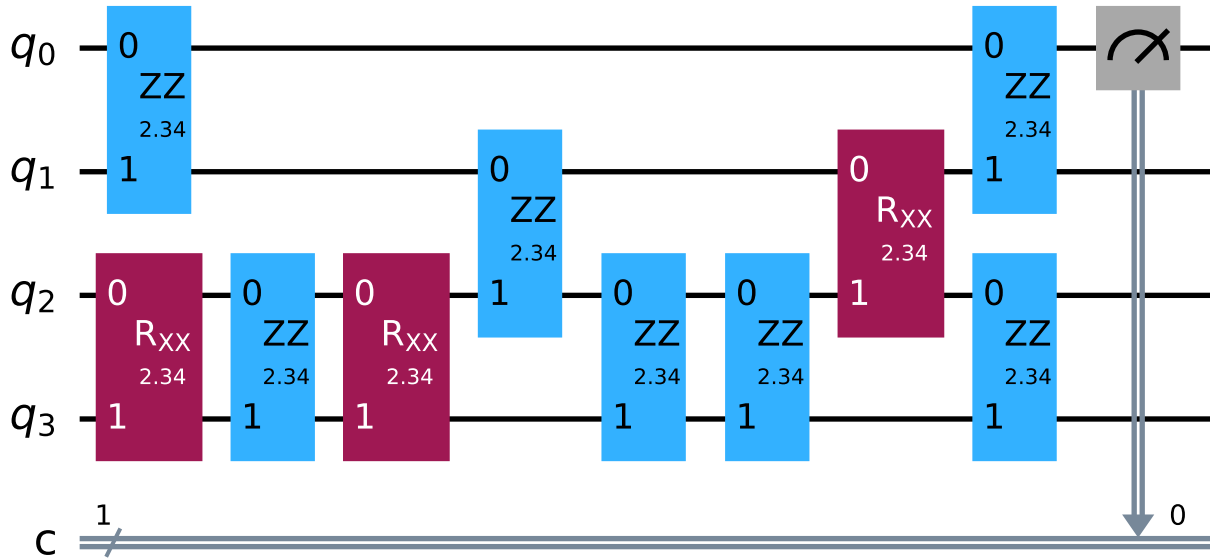 q0 0 ZZ 2.34 1 0 ZZ 2.34 1
q1 0 ZZ 2.34 1 0 RXX 2.34 1
q2 0 RXX 2.34 1 0 ZZ 2.34 1 0 RXX 2.34 1 0 ZZ 2.34 1 0 ZZ 2.34 1 0 ZZ 2.34 1
q3
c 1 0